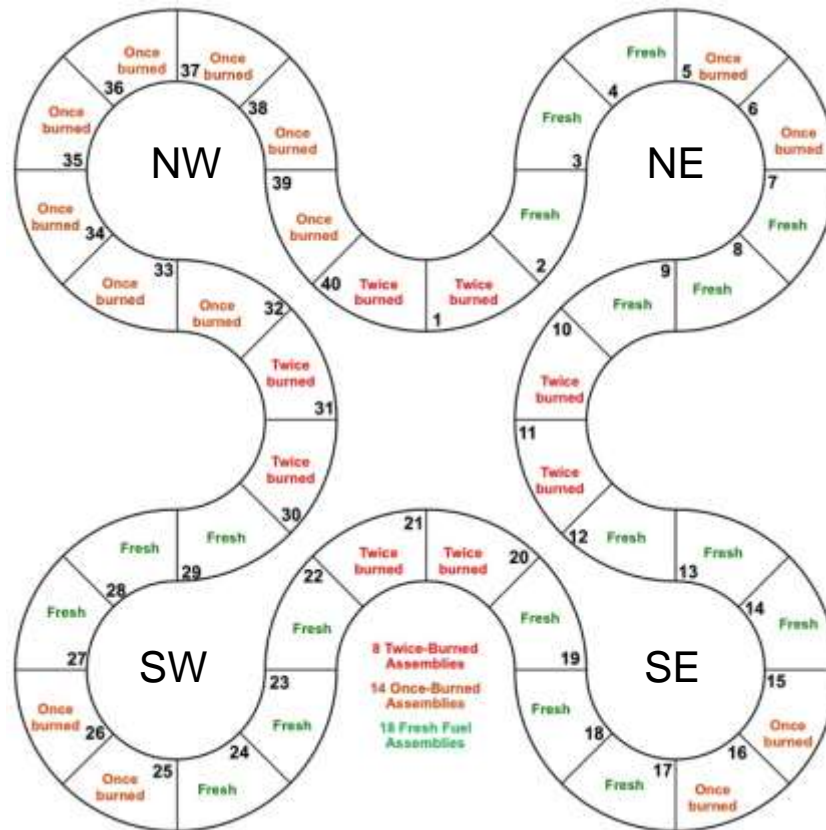 Once
burned
37
Once
burned
36
38
Once
burned
35
Once
burned
39
NW
Once
burned
34
33
Once
burned
Once
burned
40
Twice
burned
1
Twice
burned
2
Fresh
3
Fresh
4
Fresh
5
Once
burned
6
Once
burned
7
NE
Fresh
8
Fresh
9
Fresh
10
Twice
burned
11
Twice
burned
12
Fresh
13
Fresh
14
Fresh
15
Once
burned
16
Once
burned
17
SE
Fresh
18
Fresh
19
Fresh
20
Twice
burned
21
Twice
burned
22
Fresh
23
Fresh
24
Fresh
25
Once
burned
26
Once
burned
27
SW
Fresh
28
Fresh
29
Fresh
30
Twice
burned
31
Twice
burned
32
Once
burned
8 Twice-Burned
Assemblies
14 Once-Burned
Assemblies
18 Fresh Fuel
Assemblies